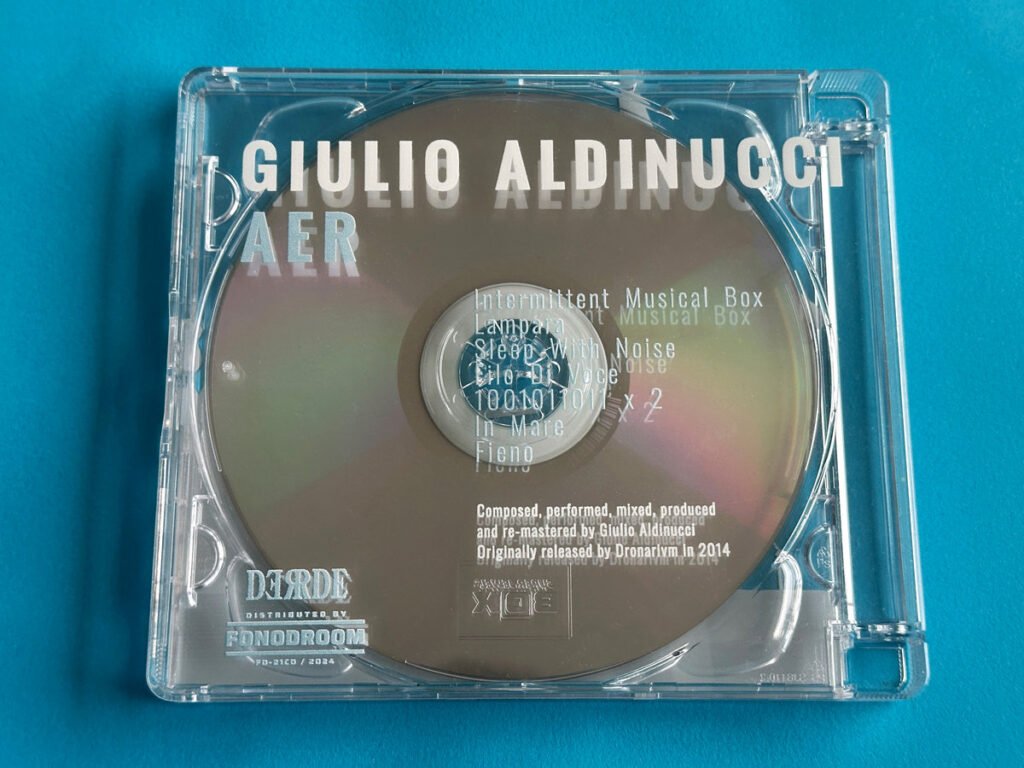 GIULIO ALDINUCCI
AER
Intermittent Musical Box
Lampara
Sleep With Noise
Filo Di Voce
1001011011 x 2
In Mare
Fieno
Composed, performed, mixed, produced
and re-mastered by Giulio Aldinucci
Originally released by Dronarivm in 2014
DISTRIBUTED BY
FONODROOM
FD-21CD / 2024